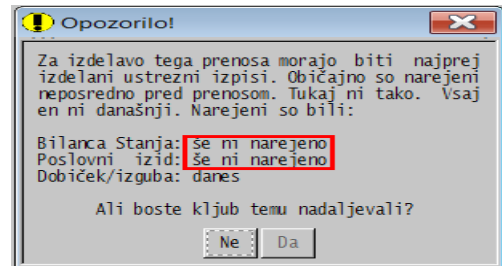 Opozorilo!
Za izdelavo tega prenosa morajo biti najprej
izdelani ustrezni izpisi. Običajno so narejeni
neposredno pred prenosom. Tukaj ni tako. Vsaj
en ni današnji. Narejeni so bili:
Bilanca Stanja: še ni narejeno
Poslovni izid: še ni narejeno
Dobiček/izguba: danes
Ali boste kljub temu nadaljevali?
Ne Da